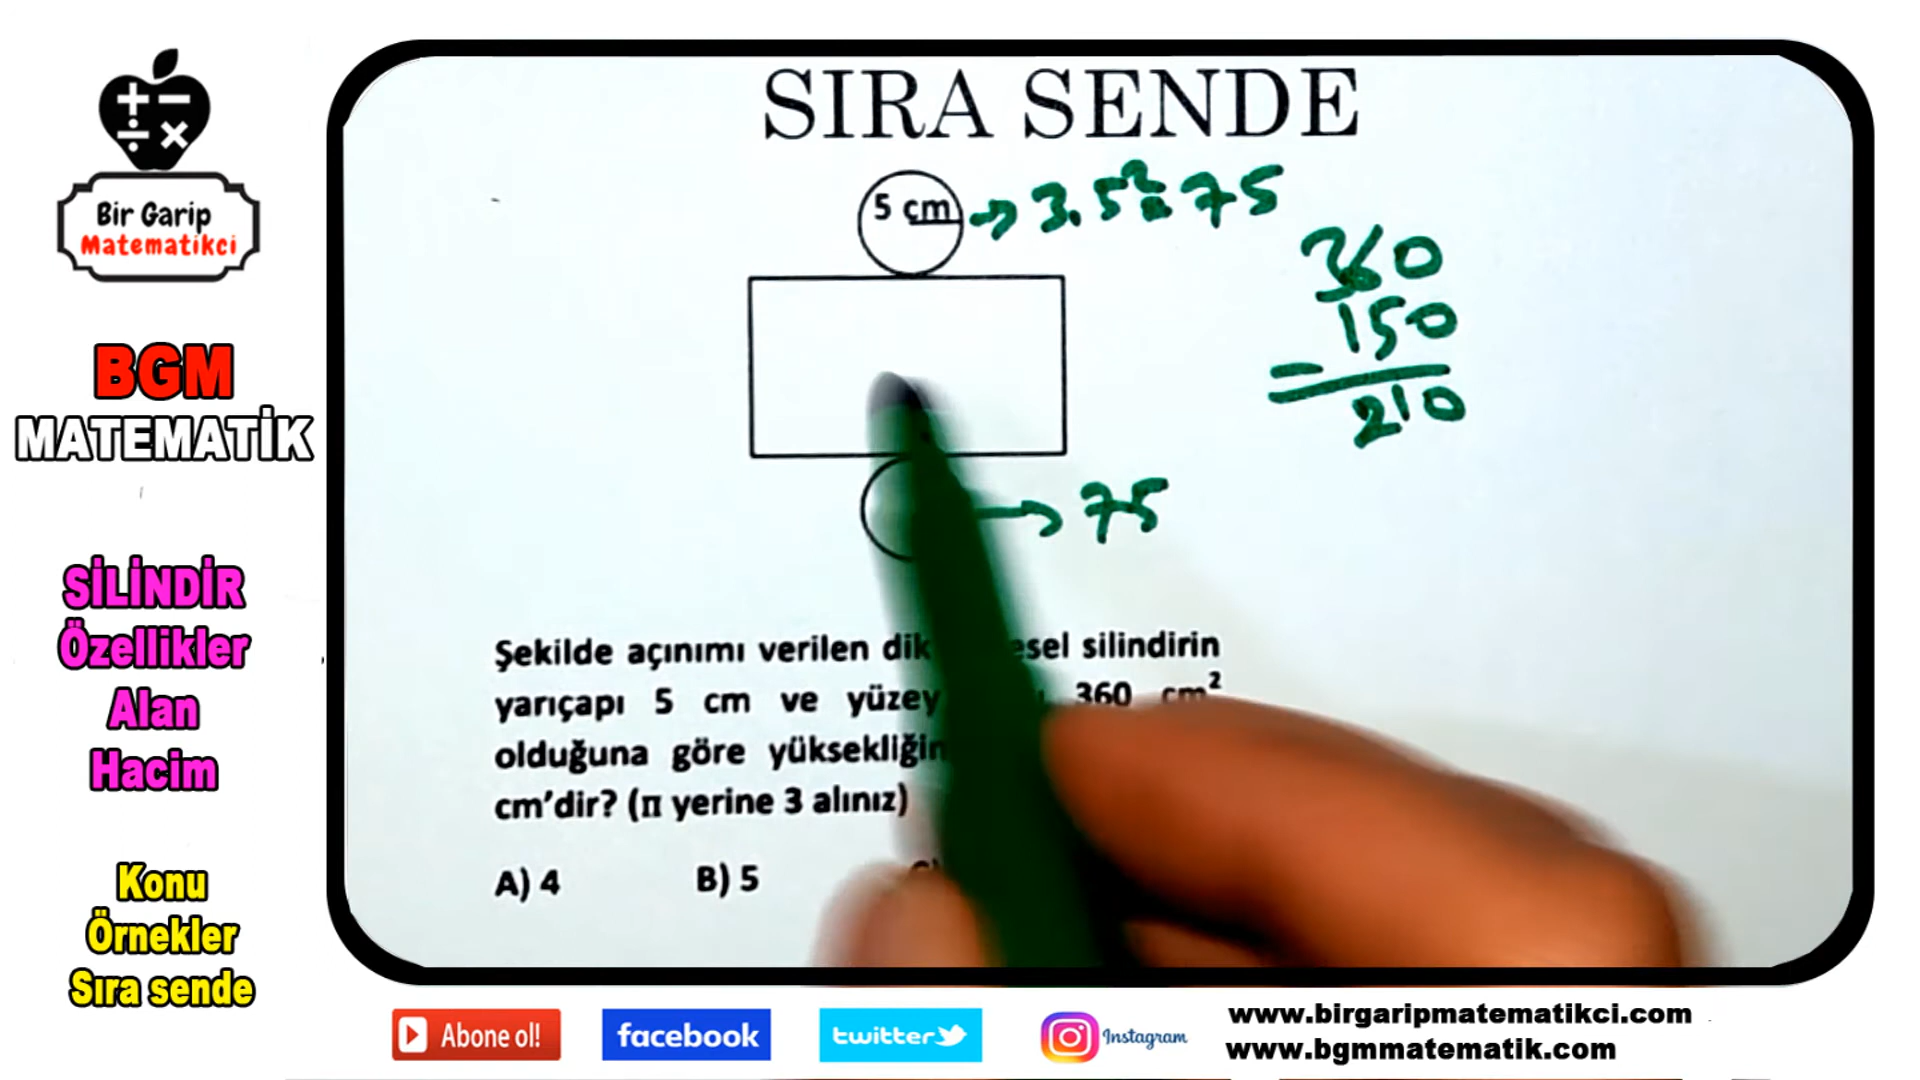 SIRA SENDE
5 cm → 3.5² = 75
360
150
210
→ 75
Şekilde açınımı verilen silindirin
yarıçapı 5 cm ve yüzey 360 cm²
olduğuna göre
cm'dir? (π yerine 3 alınız)
A) 4 B) 5
Bir Garip
Matematikci
BGM
MATEMATİK
SİLİNDİR
Özellikler
Alan
Hacim
Konu
Örnekler
Sıra sende
Abone ol!
facebook
twitter
Instagram
www.birgaripmatematikci.com
www.bgmmatematik.com